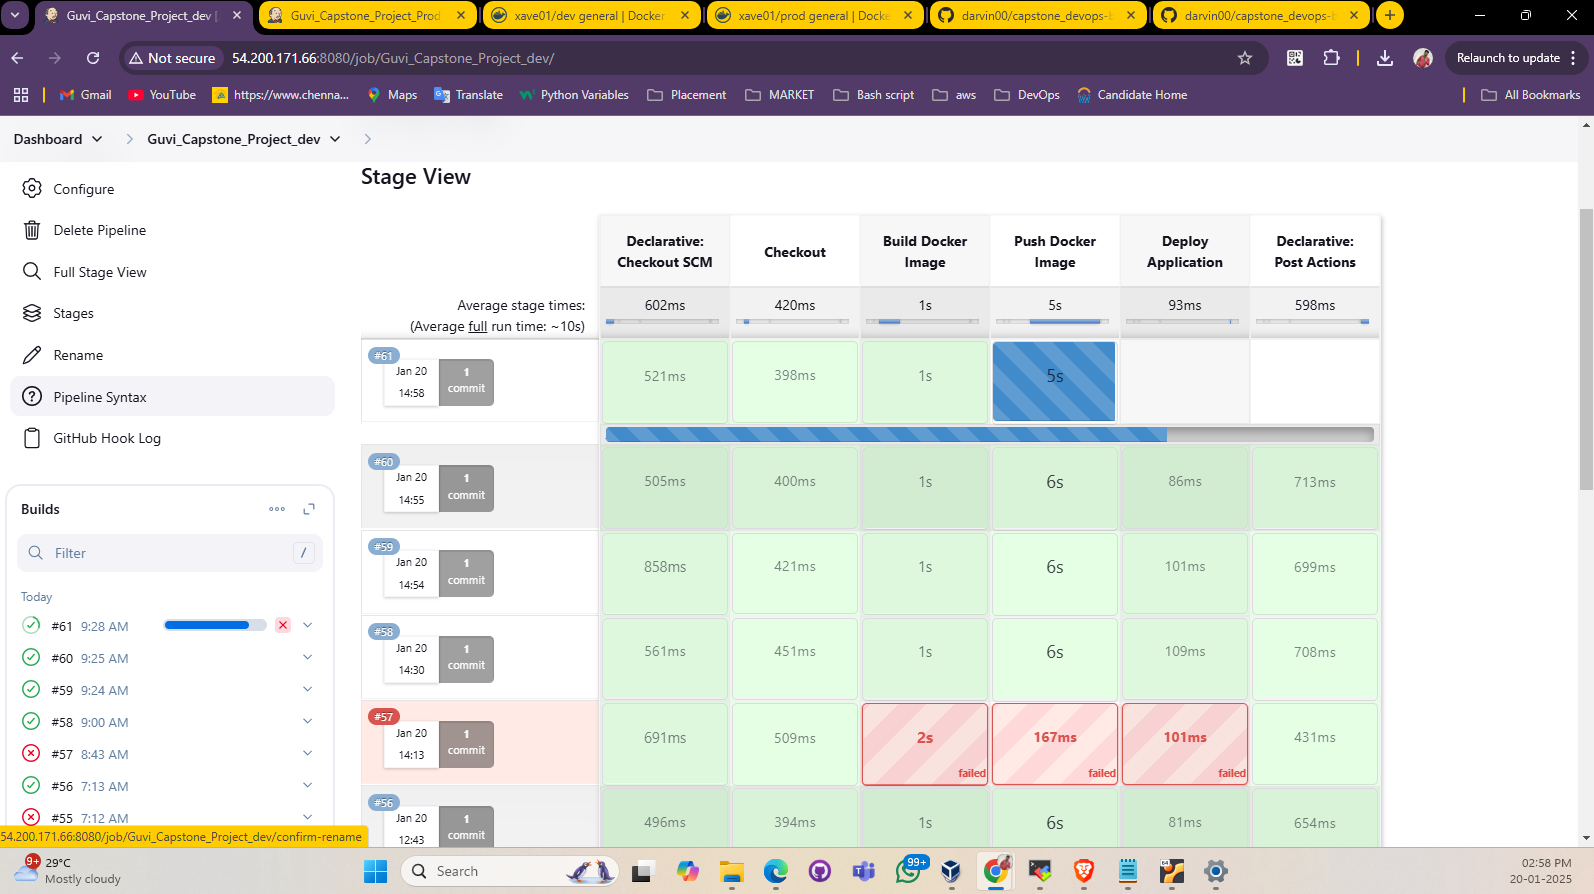 Guvi_Capstone_Project_dev [
Guvi_Capstone_Project_Prod
xave01/dev general | Docker
xave01/prod general | Docke
darvin00/capstone_devops-b
darvin00/capstone_devops-b
Not secure
54.200.171.66:8080/job/Guvi_Capstone_Project_dev/
Relaunch to update
Gmail
YouTube
https://www.chenna...
Maps
Translate
Python Variables
Placement
MARKET
Bash script
aws
DevOps
Candidate Home
All Bookmarks
Dashboard
Guvi_Capstone_Project_dev
Configure
Delete Pipeline
Full Stage View
Stages
Rename
Pipeline Syntax
GitHub Hook Log
Builds
Filter
/
Today
#61 9:28 AM
#60 9:25 AM
#59 9:24 AM
#58 9:00 AM
#57 8:43 AM
#56 7:13 AM
#55 7:12 AM
54.200.171.66:8080/job/Guvi_Capstone_Project_dev/confirm-rename
Stage View
Declarative: Checkout SCM
Checkout
Build Docker Image
Push Docker Image
Deploy Application
Declarative: Post Actions
Average stage times:
(Average full run time: ~10s)
602ms 420ms 1s 5s 93ms 598ms
#61
Jan 20
14:58
1 commit
521ms 398ms 1s 5s
#60
Jan 20
14:55
1 commit
505ms 400ms 1s 6s 86ms 713ms
#59
Jan 20
14:54
1 commit
858ms 421ms 1s 6s 101ms 699ms
#58
Jan 20
14:30
1 commit
561ms 451ms 1s 6s 109ms 708ms
#57
Jan 20
14:13
1 commit
691ms 509ms 2s 167ms 101ms 431ms
failed failed failed
#56
Jan 20
12:43
1 commit
496ms 394ms 1s 6s 81ms 654ms
9+
29°C
Mostly cloudy
Search
99+
02:58 PM
20-01-2025